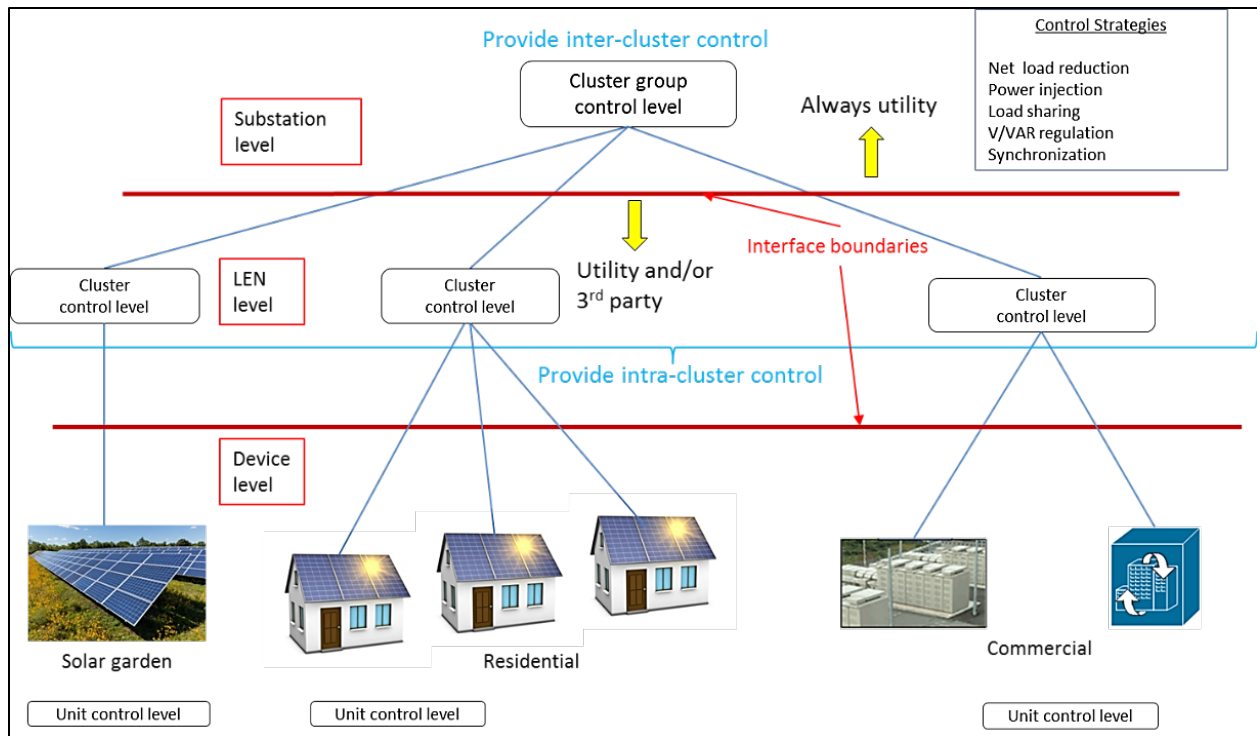 Provide inter-cluster control
Control Strategies
Net load reduction
Power injection
Load sharing
V/VAR regulation
Synchronization
Cluster group
control level
Substation
level
Always utility
Interface boundaries
Utility and/or
3rd party
LEN
level
Cluster
control level
Cluster
control level
Cluster
control level
Provide intra-cluster control
Device
level
Solar garden
Residential
Commercial
Unit control level
Unit control level
Unit control level